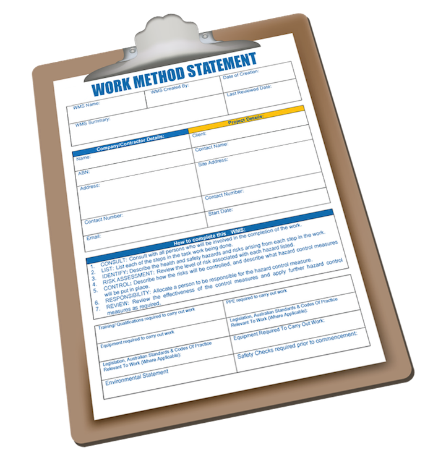 WORK METHOD STATEMENT
WMS Name:
WMS Created By:
Date of Creation:
WMS Summary:
Last Reviewed Date:
Company/Contractor Details:
Project Details:
Name:
Client:
ABN:
Contact Name:
Address:
Site Address:
Contact Number:
Contact Number:
Email:
Start Date:
How to complete this WMS:
1. CONSULT: Consult with all persons who will be involved in the completion of the work.
2. LIST: List each of the steps in the task work being done.
3. IDENTIFY: Describe the health and safety hazards and risks arising from each step in the work.
4. RISK ASSESSMENT: Review the level of risk associated with each hazard listed.
5. CONTROL: Describe how the risks will be controlled, and describe what hazard control measures
will be put in place.
6. RESPONSIBILITY: Allocate a person to be responsible for the hazard control measure.
7. REVIEW: Review the effectiveness of the control measures and apply further hazard control
measures as required.
Training/ Qualifications required to carry out work
PPE required to carry out work
Equipment required to carry out work
Legislation, Australian Standards & Codes Of Practice
Relevant To Work (Where Applicable)
Legislation, Australian Standards & Codes Of Practice
Relevant To Work (Where Applicable)
Equipment Required To Carry Out Work:
Environmental Statement
Safety Checks required prior to commencement: